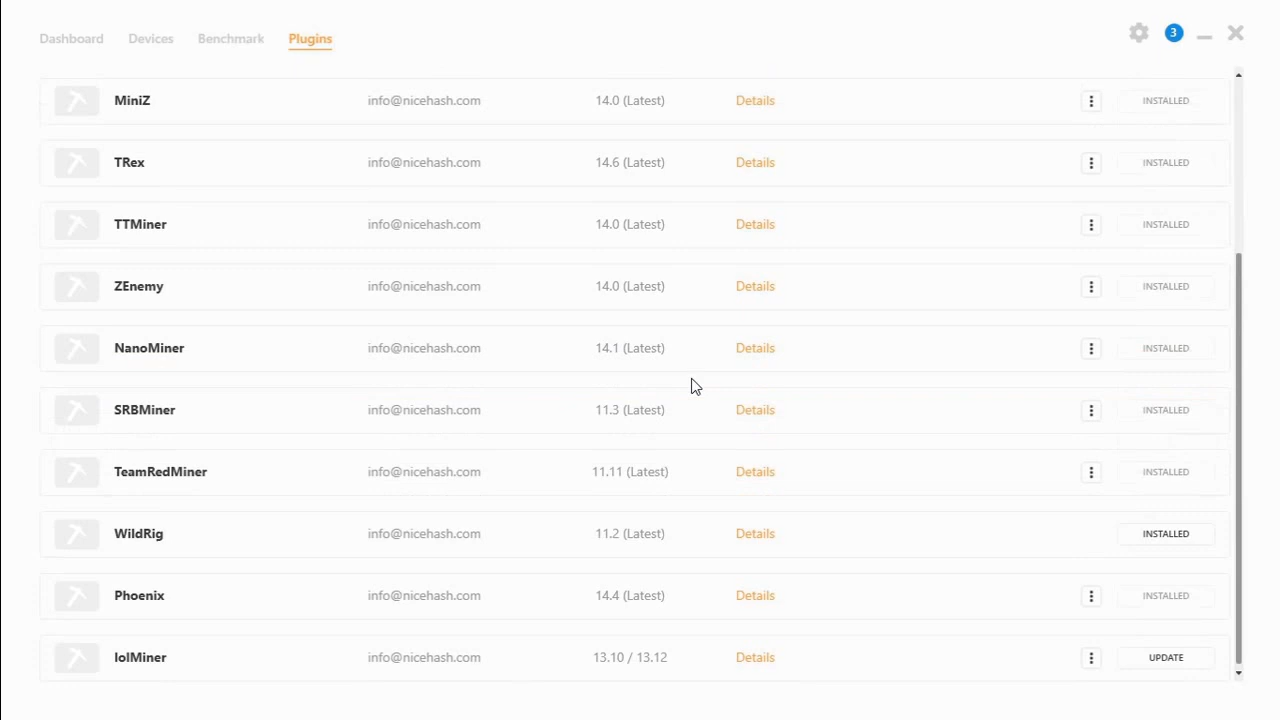 Dashboard Devices Benchmark Plugins 3
MiniZ info@nicehash.com 14.0 (Latest) Details INSTALLED
TRex info@nicehash.com 14.6 (Latest) Details INSTALLED
TTMiner info@nicehash.com 14.0 (Latest) Details INSTALLED
ZEnemy info@nicehash.com 14.0 (Latest) Details INSTALLED
NanoMiner info@nicehash.com 14.1 (Latest) Details INSTALLED
SRBMiner info@nicehash.com 11.3 (Latest) Details INSTALLED
TeamRedMiner info@nicehash.com 11.11 (Latest) Details INSTALLED
WildRig info@nicehash.com 11.2 (Latest) Details INSTALLED
Phoenix info@nicehash.com 14.4 (Latest) Details INSTALLED
lolMiner info@nicehash.com 13.10 / 13.12 Details UPDATE